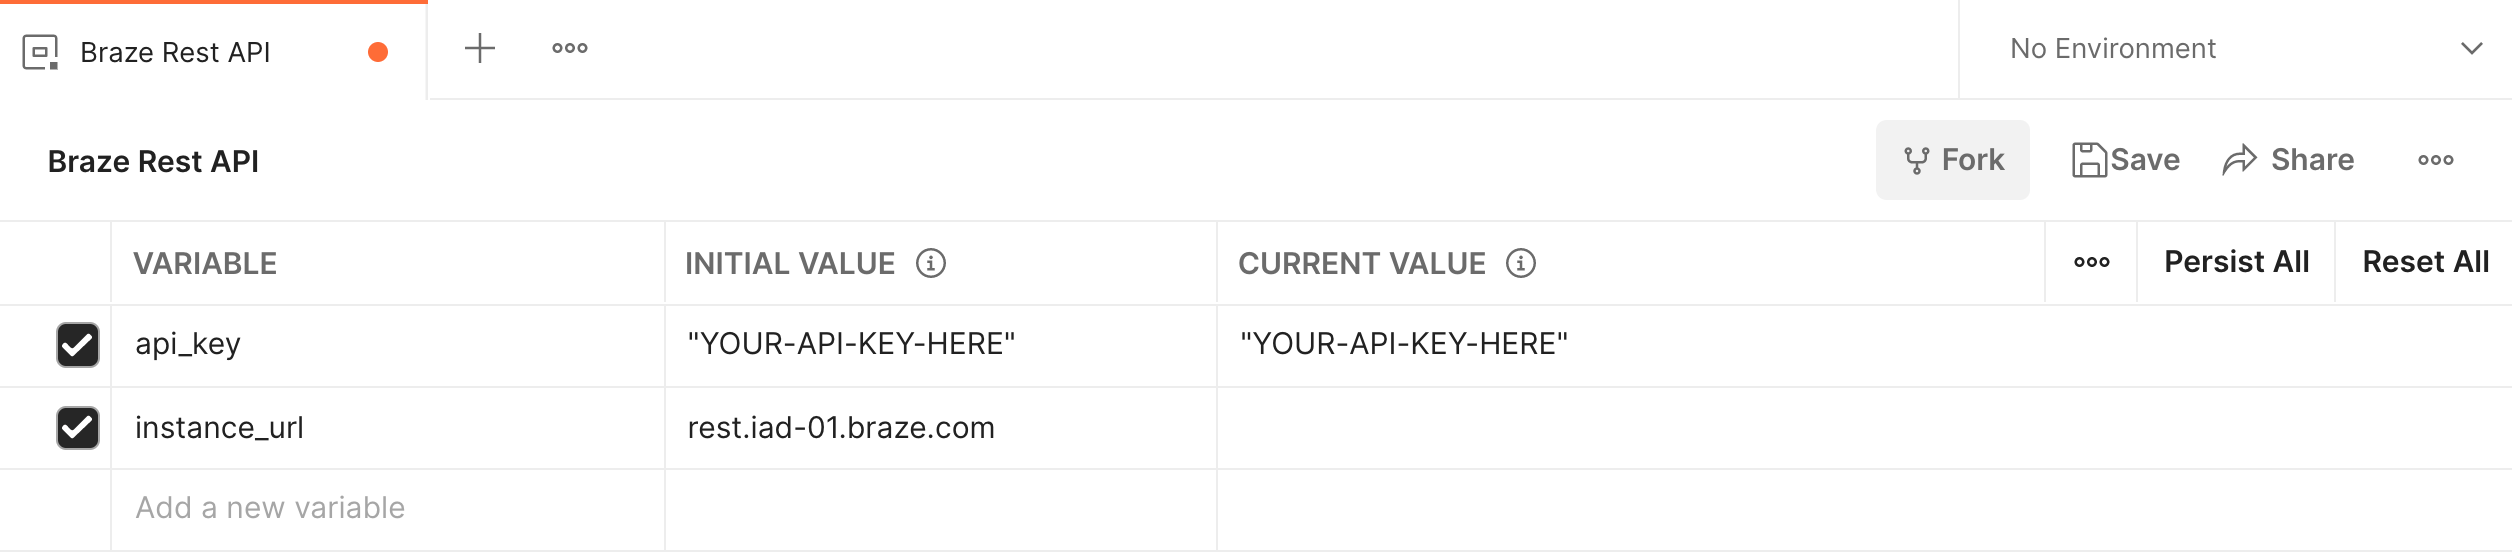 Braze Rest API
No Environment
Braze Rest API
Fork Save Share
VARIABLE INITIAL VALUE CURRENT VALUE Persist All Reset All
api_key "YOUR-API-KEY-HERE" "YOUR-API-KEY-HERE"
instance_url rest.iad-01.braze.com
Add a new variable